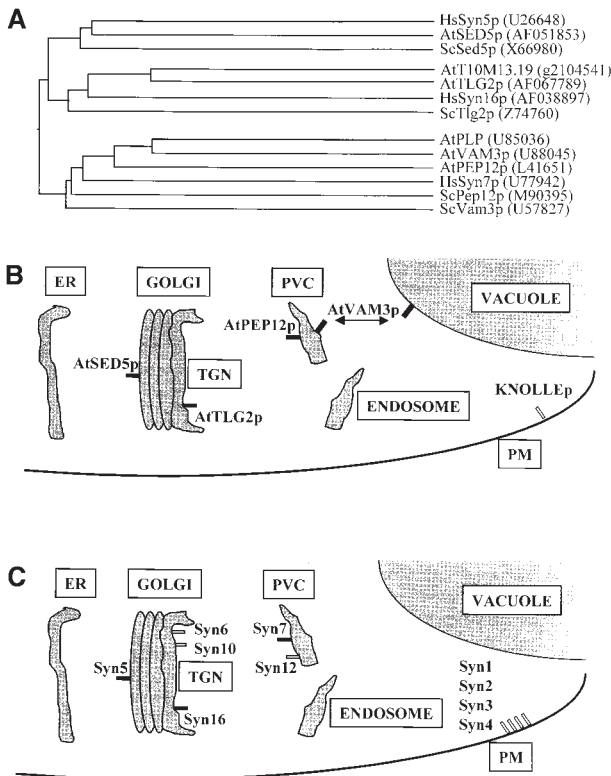 A
HsSyn5p (U26648)
AtSED5p (AF051853)
ScSed5p (X66980)
AtT10M13.19 (g2104541)
AtTLG2p (AF067789)
HsSyn16p (AF038897)
ScTlg2p (Z74760)
AtPLP (U85036)
AtVAM3p (U88045)
AtPEP12p (L41651)
HsSyn7p (U77942)
ScPep12p (M90395)
ScVam3p (U57827)
B
ER
GOLGI
PVC
VACUOLE
AtPEP12p
AtVAM3p
AtSED5p
TGN
AtTLG2p
ENDOSOME
KNOLLEp
PM
C
ER
GOLGI
PVC
VACUOLE
Syn6
Syn10
Syn7
Syn12
Syn5
TGN
Syn16
ENDOSOME
Syn1
Syn2
Syn3
Syn4
PM